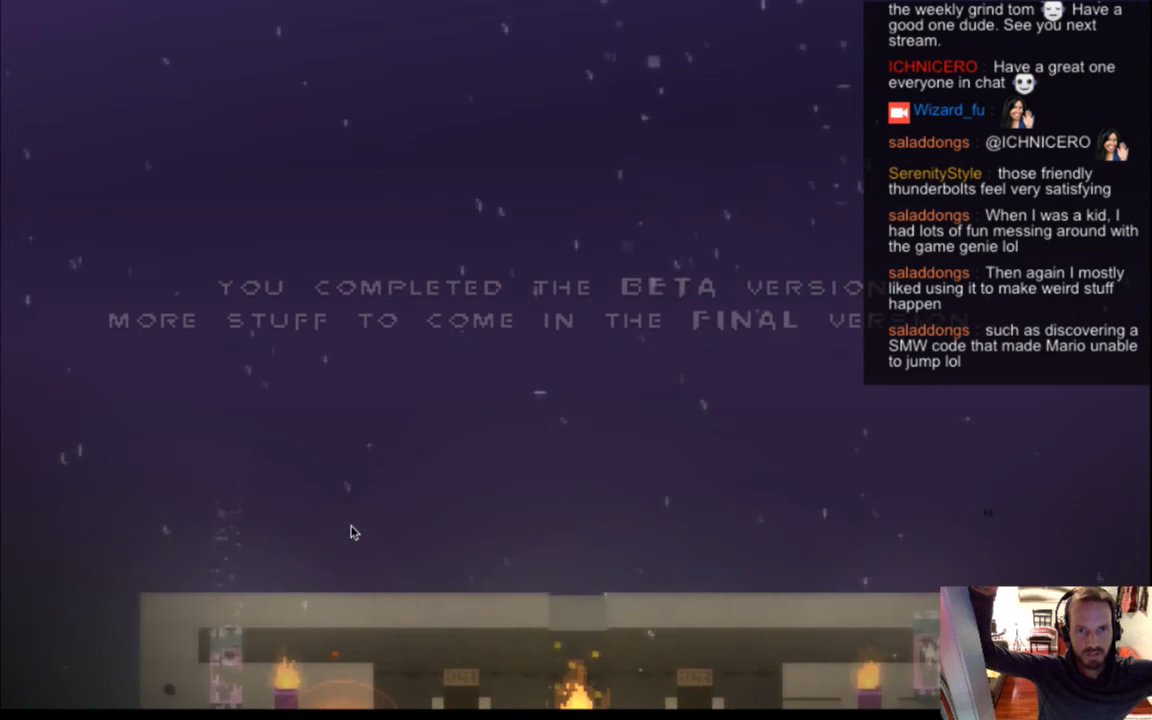 YOU COMPLETED THE BETA VERSION
MORE STUFF TO COME IN THE FINAL VERSION
the weekly grind tom Have a
good one dude. See you next
stream.
ICHNICERO : Have a great one
everyone in chat
Wizard_fu :
saladdongs : @ICHNICERO
SerenityStyle : those friendly
thunderbolts feel very satisfying
saladdongs : When I was a kid, I
had lots of fun messing around with
the game genie lol
saladdongs : Then again I mostly
liked using it to make weird stuff
happen
saladdongs : such as discovering a
SMW code that made Mario unable
to jump lol